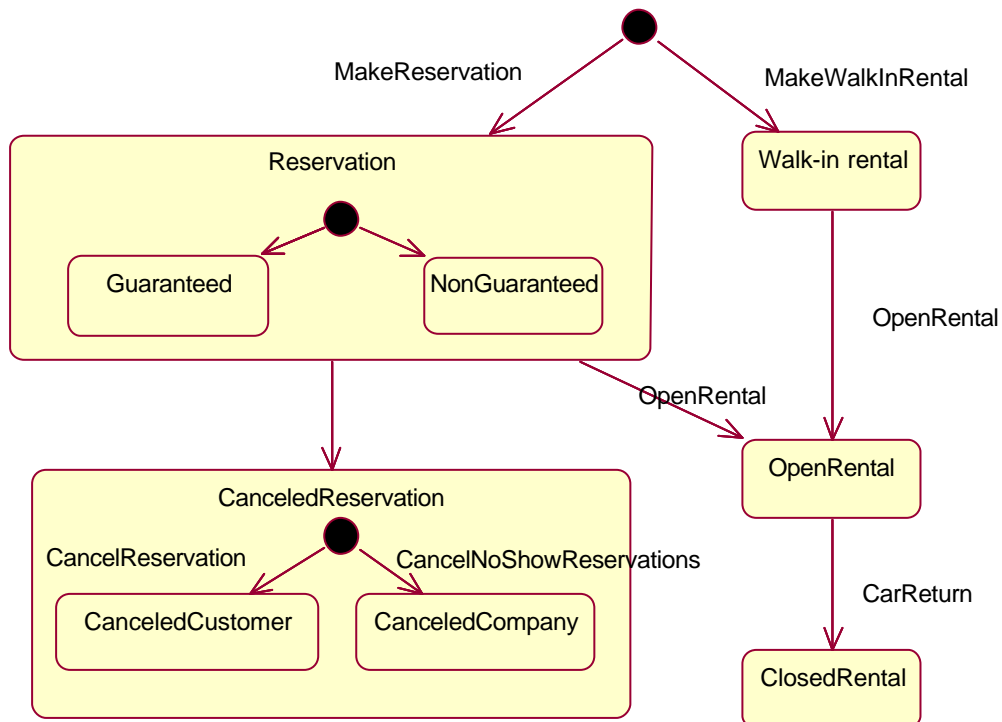 MakeReservation
MakeWalkInRental
Reservation
Walk-in rental
Guaranteed
NonGuaranteed
OpenRental
OpenRental
OpenRental
CanceledReservation
CancelReservation
CancelNoShowReservations
CarReturn
CanceledCustomer
CanceledCompany
ClosedRental